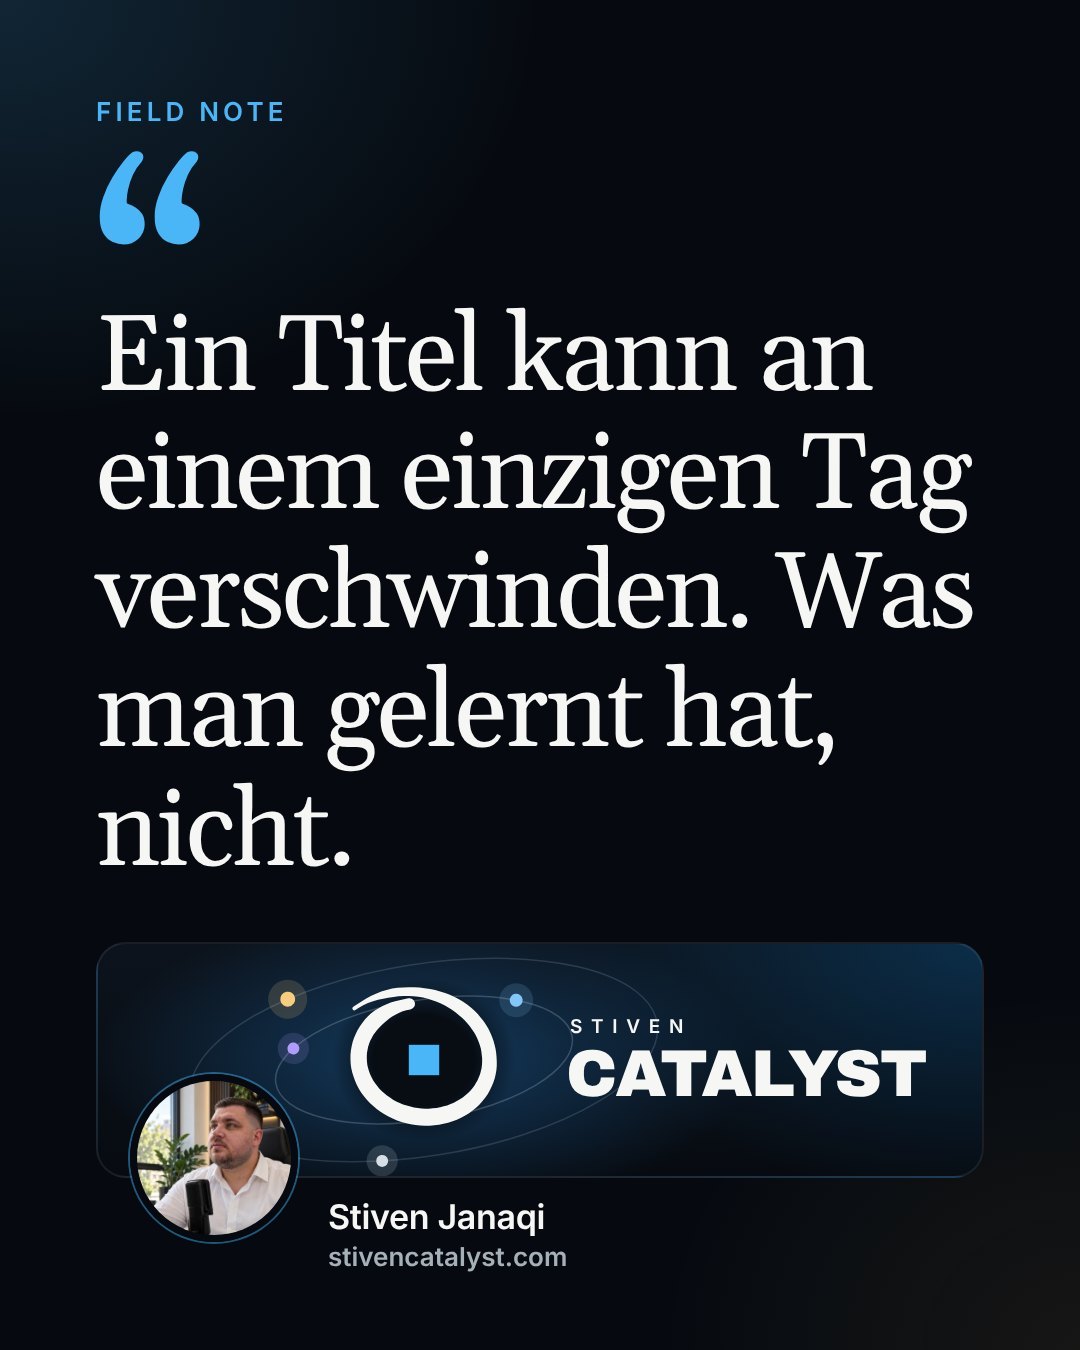 FIELD NOTE
“
Ein Titel kann an
einem einzigen Tag
verschwinden. Was
man gelernt hat,
nicht.
STIVEN
CATALYST
Stiven Janaqi
stivencatalyst.com